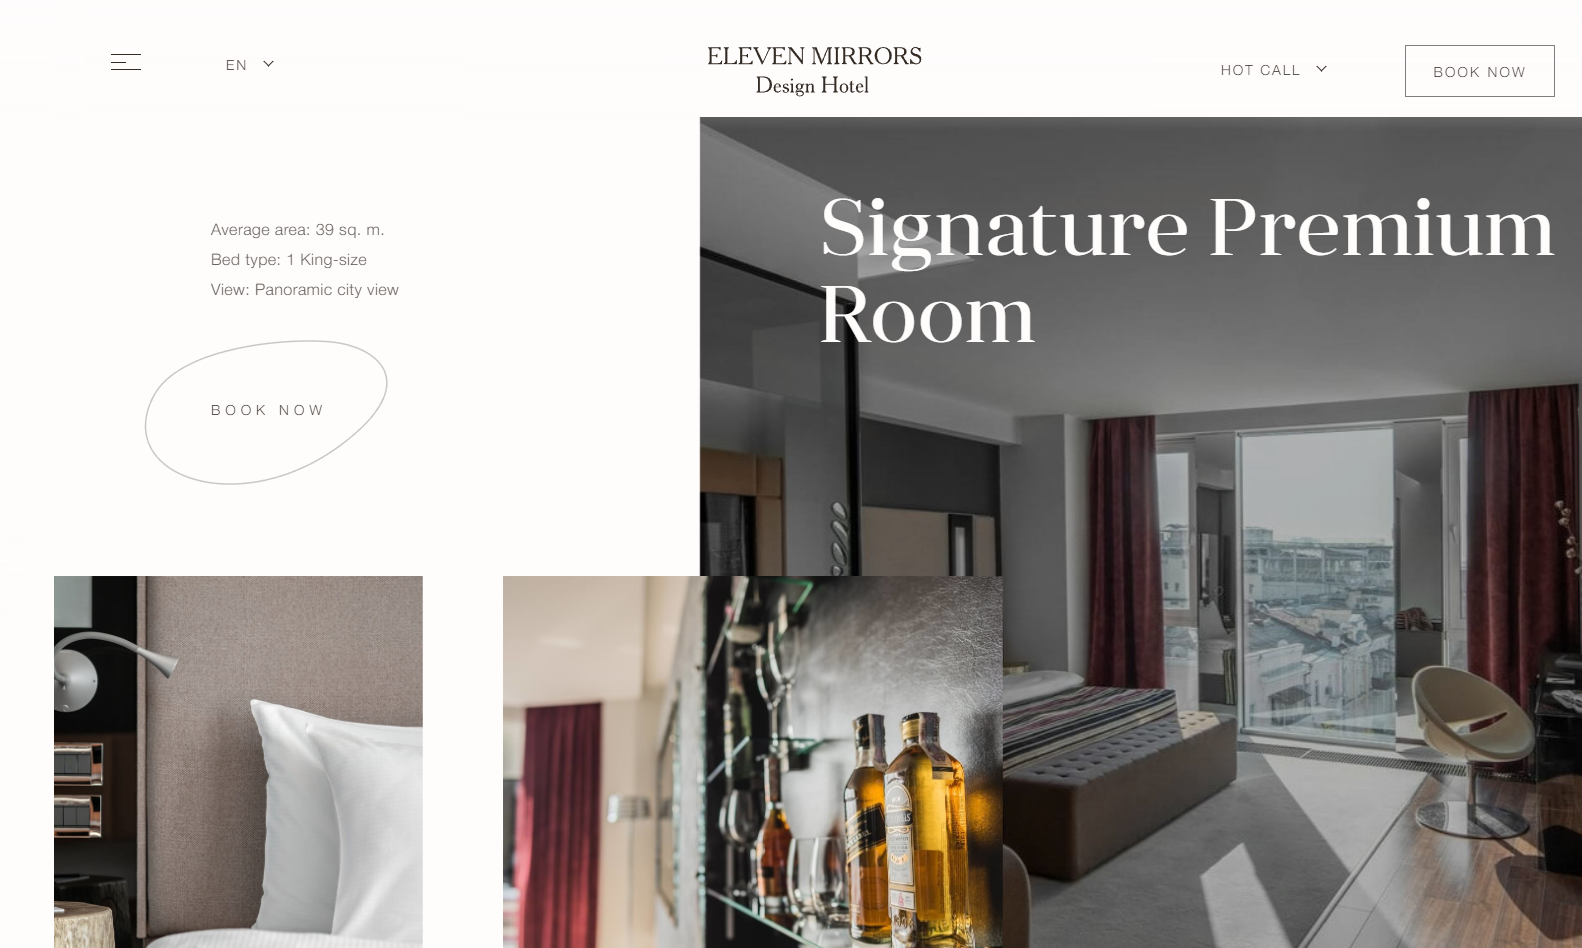 EN
ELEVEN MIRRORS
Design Hotel
HOT CALL
BOOK NOW
Signature Premium
Room
Average area: 39 sq. m.
Bed type: 1 King-size
View: Panoramic city view
BOOK NOW